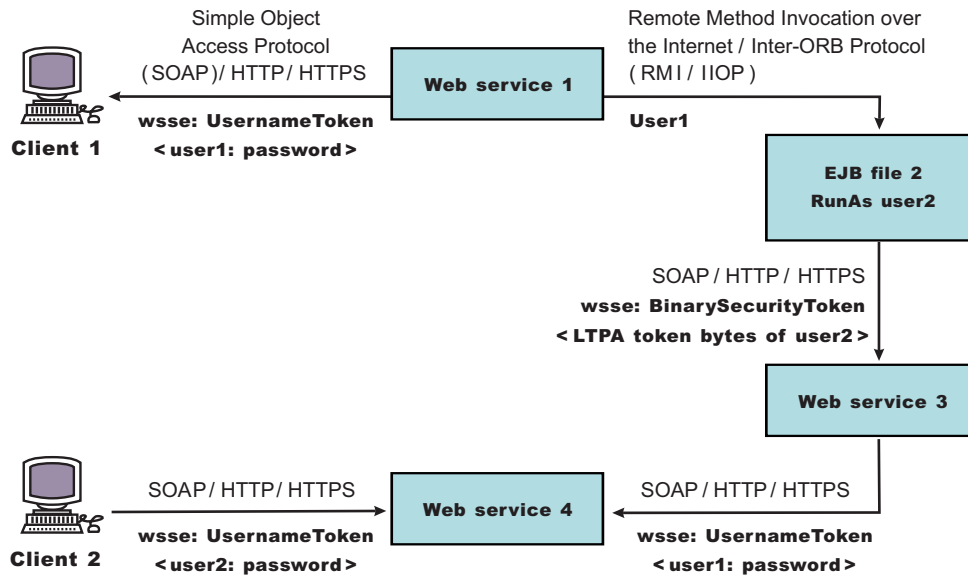 Simple Object
Access Protocol
(SOAP)/ HTTP/ HTTPS
Remote Method Invocation over
the Internet / Inter-ORB Protocol
(RMI / IIOP)
Web service 1
Client 1
wsse: UsernameToken
<user1: password>
User1
EJB file 2
RunAs user2
SOAP / HTTP / HTTPS
wsse: BinarySecurityToken
<LTPA token bytes of user2>
Web service 3
SOAP / HTTP / HTTPS
Web service 4
SOAP / HTTP / HTTPS
Client 2
wsse: UsernameToken
<user2: password>
wsse: UsernameToken
<user1: password>